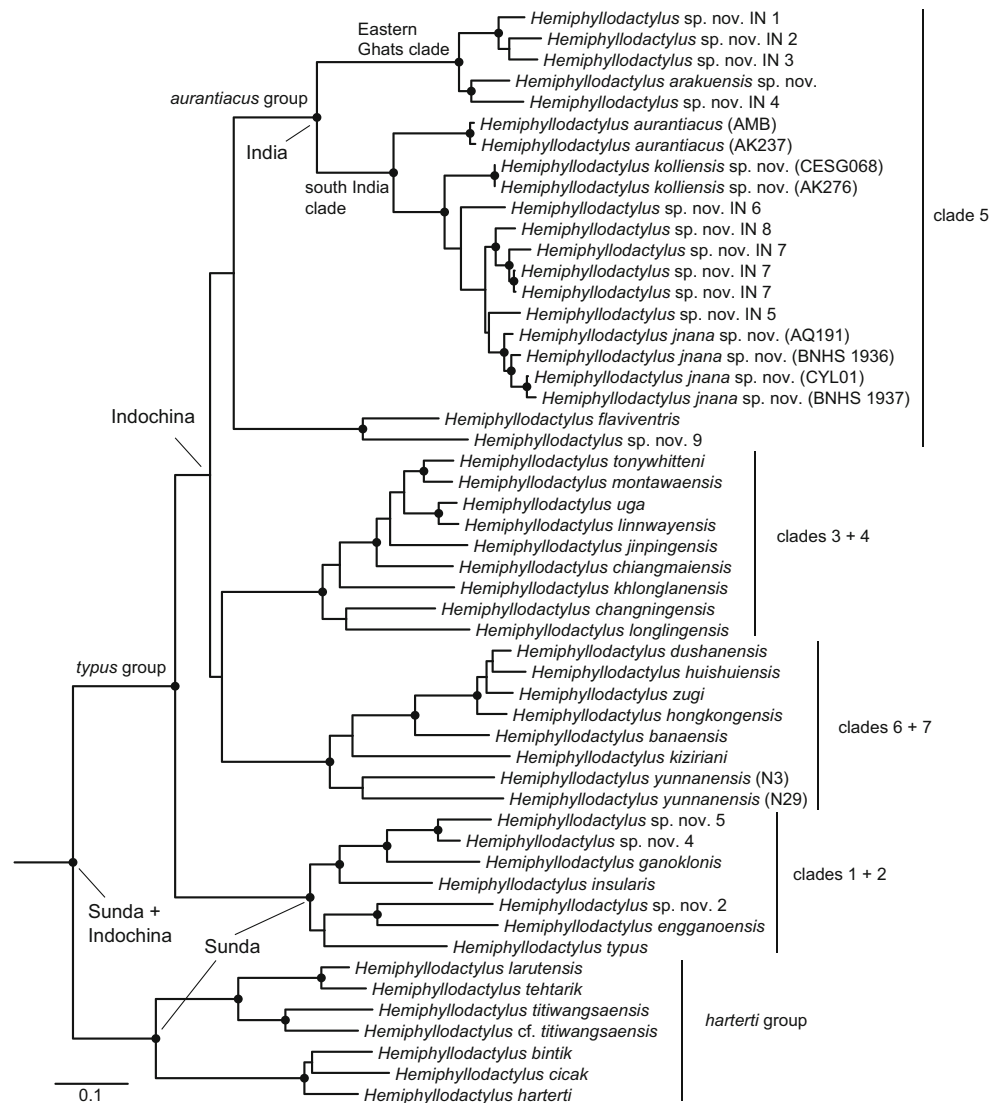 Hemiphyllodactylus sp. nov. IN 1
Eastern
Ghats clade
Hemiphyllodactylus sp. nov. IN 2
Hemiphyllodactylus sp. nov. IN 3
Hemiphyllodactylus arakuensis sp. nov.
aurantiacus group
Hemiphyllodactylus sp. nov. IN 4
Hemiphyllodactylus aurantiacus (AMB)
India
Hemiphyllodactylus aurantiacus (AK237)
Hemiphyllodactylus kolliensis sp. nov. (CESG068)
south India
clade
Hemiphyllodactylus kolliensis sp. nov. (AK276)
Hemiphyllodactylus sp. nov. IN 6
clade 5
Hemiphyllodactylus sp. nov. IN 8
Hemiphyllodactylus sp. nov. IN 7
Hemiphyllodactylus sp. nov. IN 7
Hemiphyllodactylus sp. nov. IN 7
Hemiphyllodactylus sp. nov. IN 5
Hemiphyllodactylus jnana sp. nov. (AQ191)
Hemiphyllodactylus jnana sp. nov. (BNHS 1936)
Hemiphyllodactylus jnana sp. nov. (CYL01)
Hemiphyllodactylus jnana sp. nov. (BNHS 1937)
Indochina
Hemiphyllodactylus flaviventris
Hemiphyllodactylus sp. nov. 9
Hemiphyllodactylus tonywhitteni
Hemiphyllodactylus montawaensis
Hemiphyllodactylus uga
Hemiphyllodactylus linnwayensis
clades 3 + 4
Hemiphyllodactylus jinpingensis
Hemiphyllodactylus chiangmaiensis
Hemiphyllodactylus khlonglanensis
Hemiphyllodactylus changningensis
Hemiphyllodactylus longlingensis
typus group
Hemiphyllodactylus dushanensis
Hemiphyllodactylus huishuiensis
Hemiphyllodactylus zugi
Hemiphyllodactylus hongkongensis
clades 6 + 7
Hemiphyllodactylus banaensis
Hemiphyllodactylus kiziriani
Hemiphyllodactylus yunnanensis (N3)
Hemiphyllodactylus yunnanensis (N29)
Hemiphyllodactylus sp. nov. 5
Hemiphyllodactylus sp. nov. 4
Hemiphyllodactylus ganoklonis
clades 1 + 2
Hemiphyllodactylus insularis
Sunda +
Indochina
Hemiphyllodactylus sp. nov. 2
Hemiphyllodactylus engganoensis
Sunda
Hemiphyllodactylus typus
Hemiphyllodactylus larutensis
Hemiphyllodactylus tehtarik
Hemiphyllodactylus titiwangsaensis
harterti group
Hemiphyllodactylus cf. titiwangsaensis
Hemiphyllodactylus bintik
Hemiphyllodactylus cicak
Hemiphyllodactylus harterti
0.1